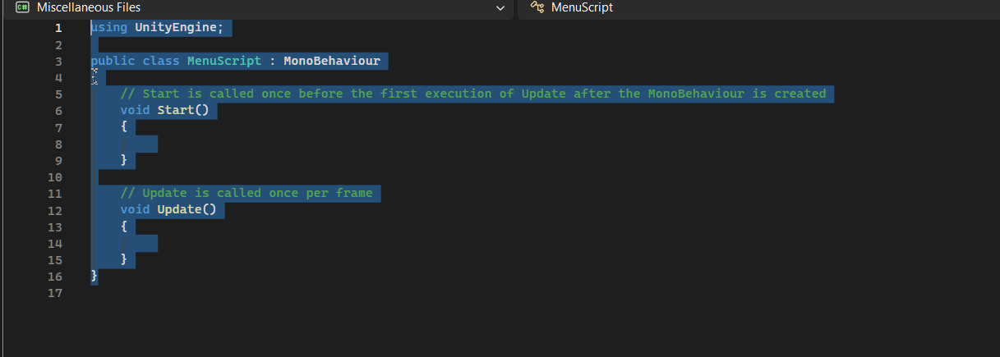 C# Miscellaneous Files
MenuScript
1 using UnityEngine;
2
3 public class MenuScript : MonoBehaviour
4 {
5 // Start is called once before the first execution of Update after the MonoBehaviour is created
6 void Start()
7 {
8
9 }
10
11 // Update is called once per frame
12 void Update()
13 {
14
15 }
16 }
17